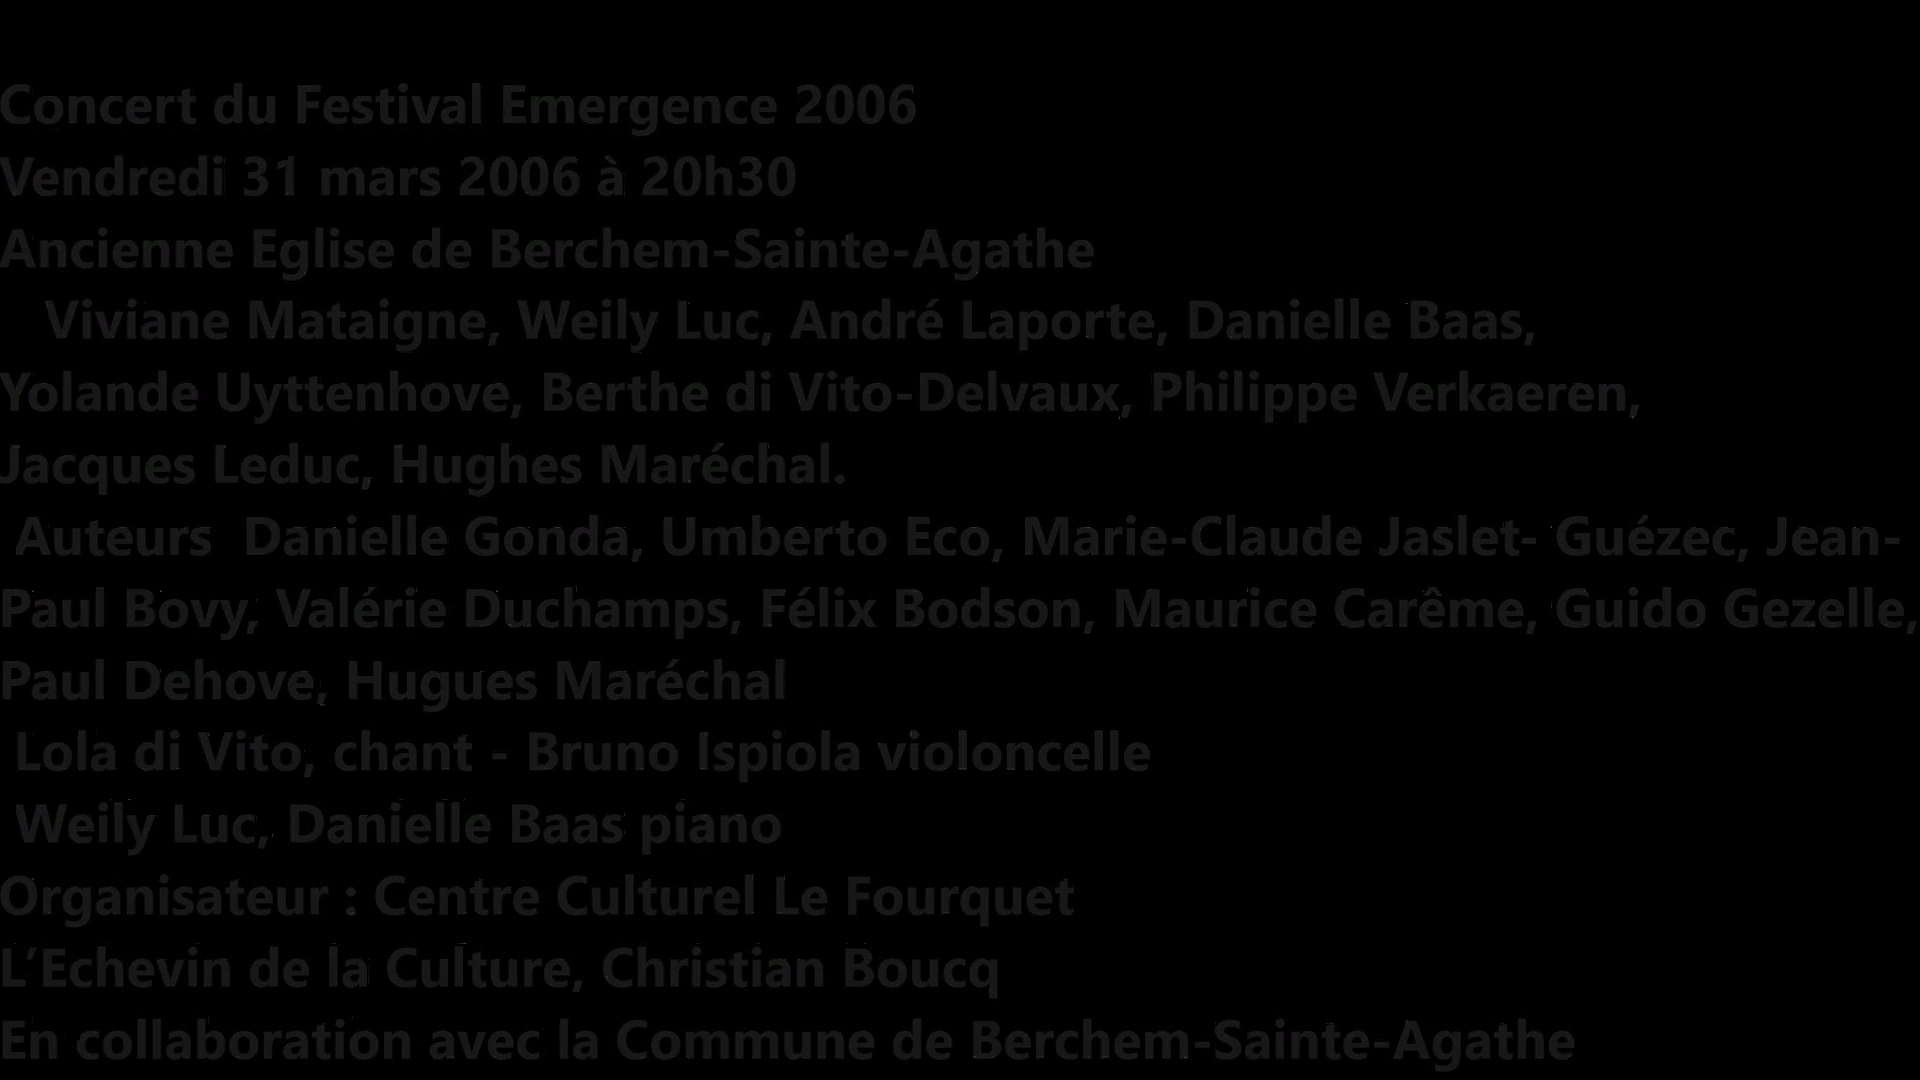 Concert du Festival Emergence 2006
Vendredi 31 mars 2006 à 20h30
Ancienne Eglise de Berchem-Sainte-Agathe
Viviane Mataigne, Weily Luc, André Laporte, Danielle Baas,
Yolande Uyttenhove, Berthe di Vito-Delvaux, Philippe Verkaeren,
Jacques Leduc, Hughes Maréchal.
Auteurs Danielle Gonda, Umberto Eco, Marie-Claude Jaslet- Guézec, Jean-
Paul Bovy, Valérie Duchamps, Félix Bodson, Maurice Carême, Guido Gezelle,
Paul Dehove, Hugues Maréchal
Lola di Vito, chant - Bruno Ispiola violoncelle
Weily Luc, Danielle Baas piano
Organisateur : Centre Culturel Le Fourquet
L’Echevin de la Culture, Christian Boucq
En collaboration avec la Commune de Berchem-Sainte-Agathe